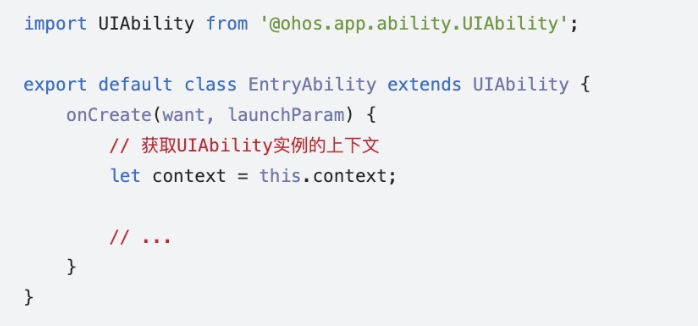 import UIAbility from '@ohos.app.ability.UIAbility';
export default class EntryAbility extends UIAbility {
onCreate(want, launchParam) {
// 获取UIAbility实例的上下文
let context = this.context;
// ...
}
}